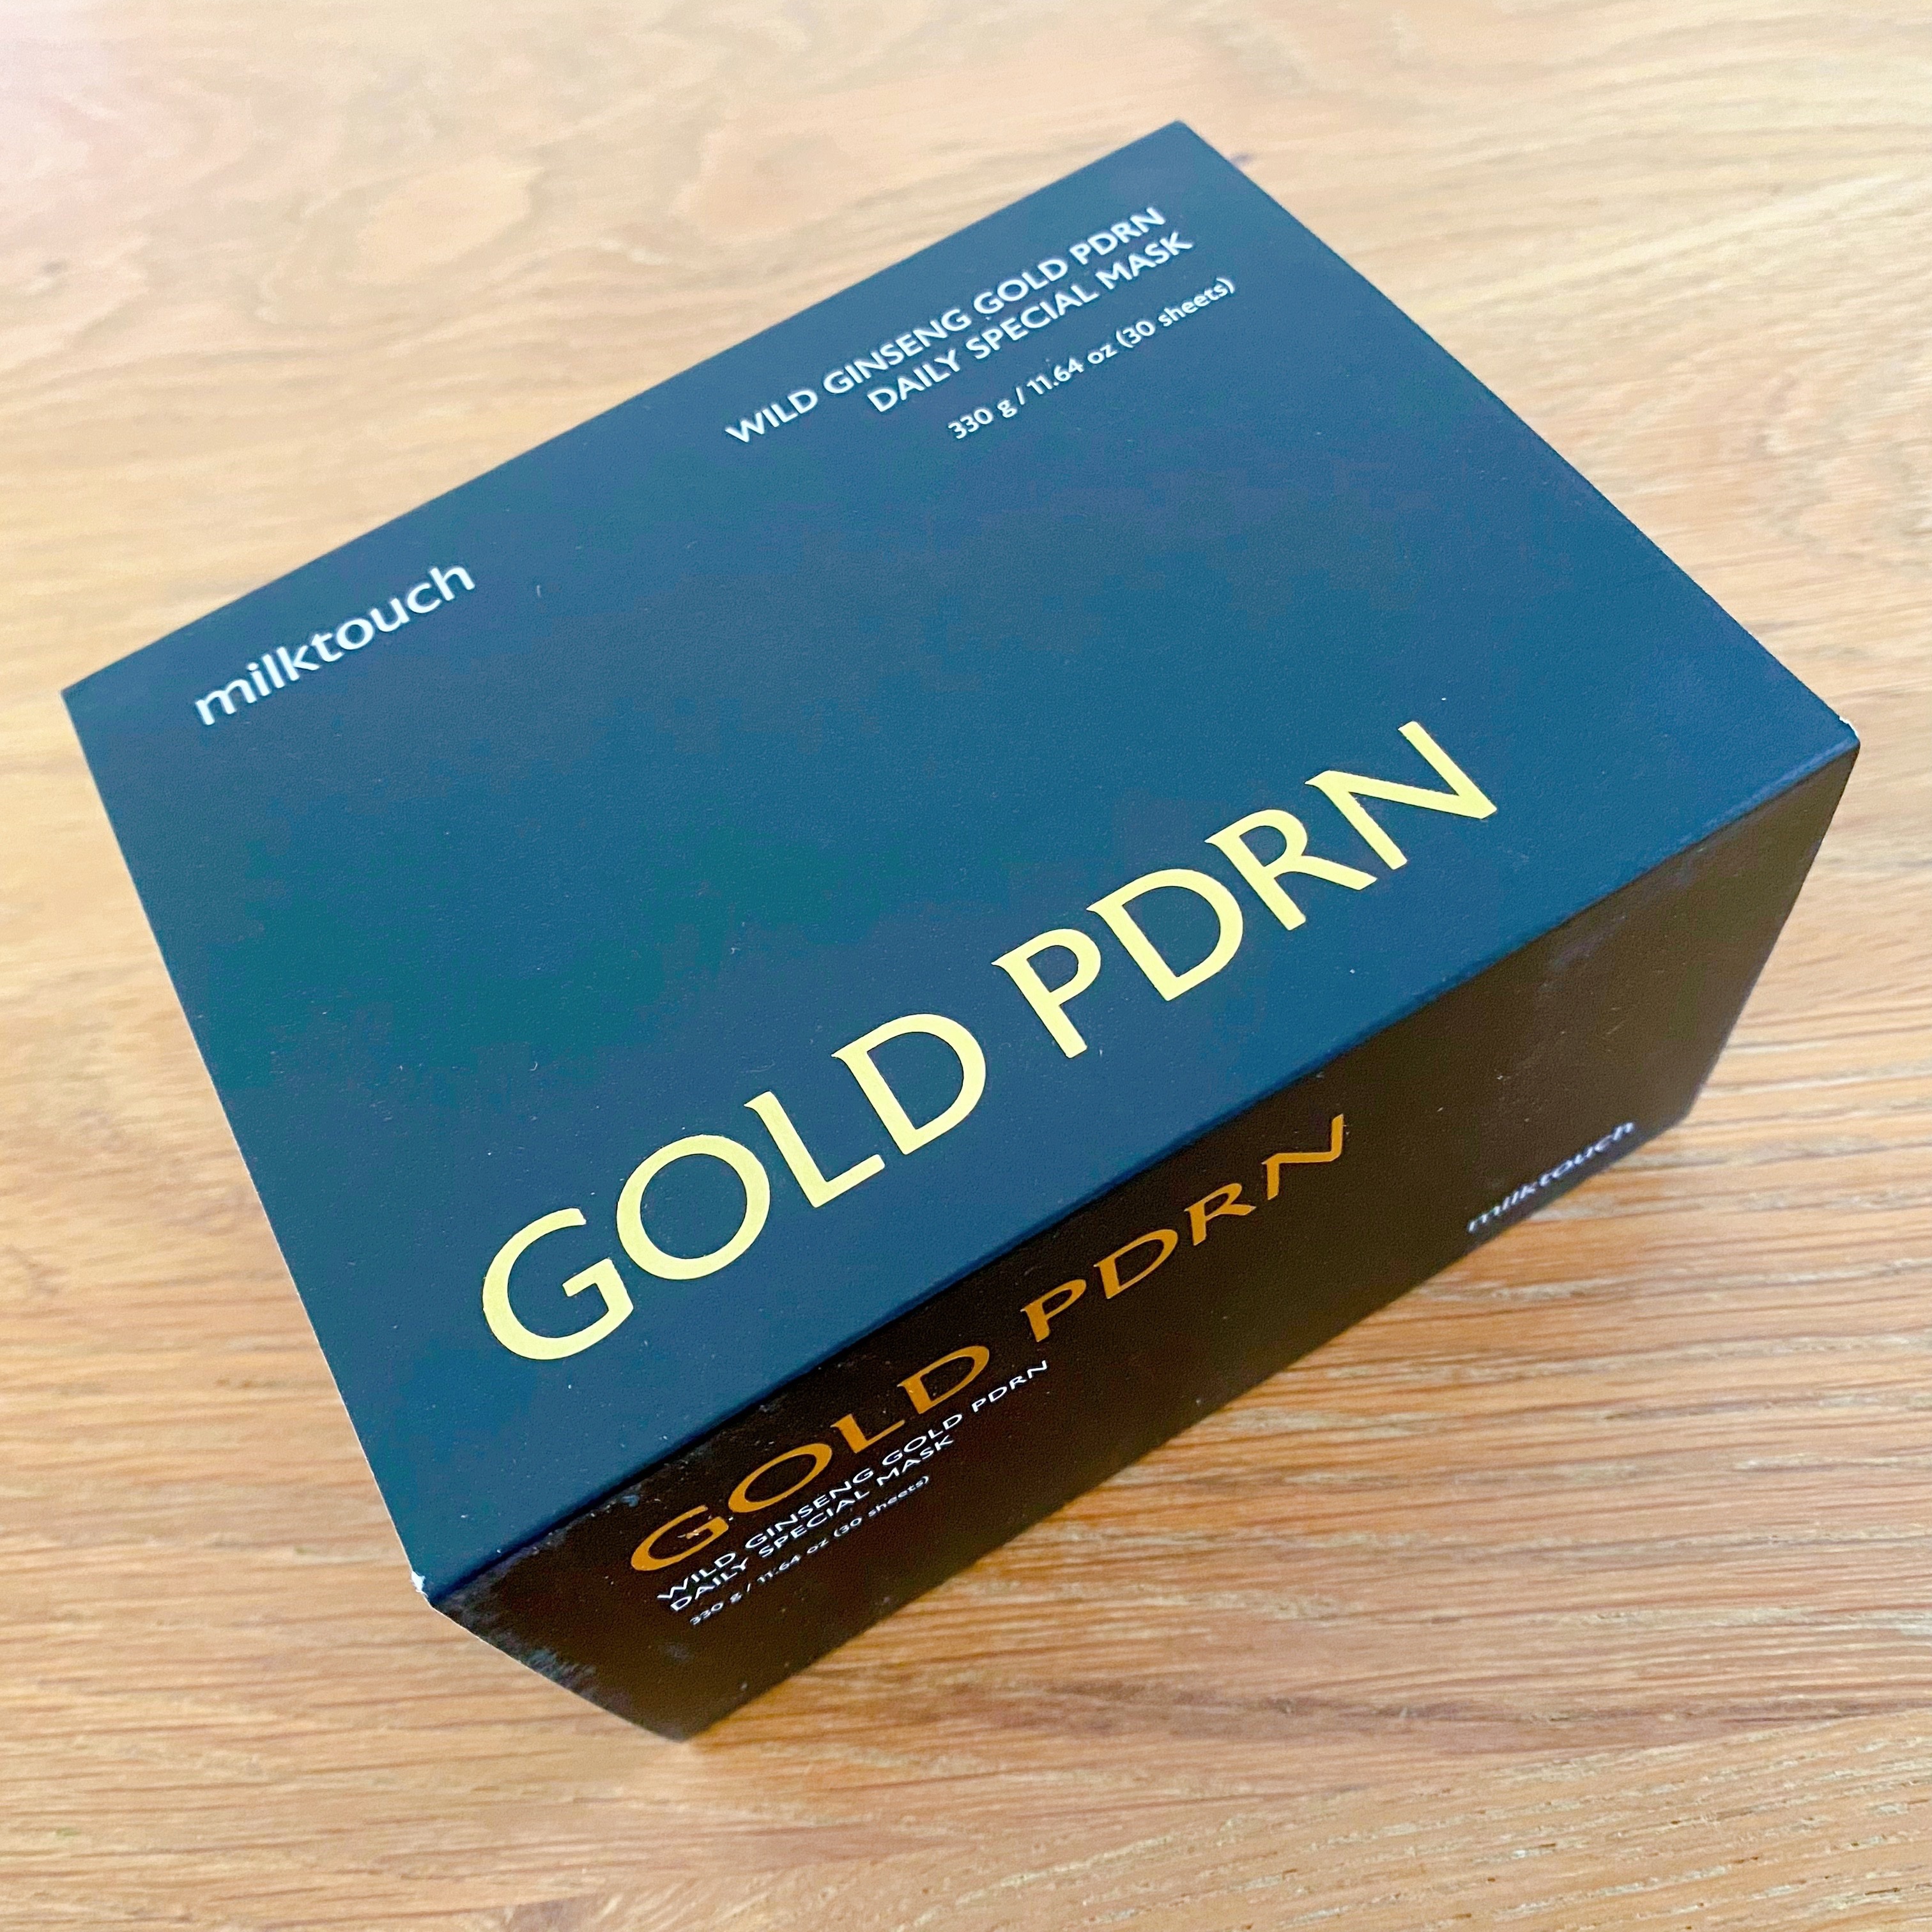 milktouch
WILD GINSENG GOLD PDRN
DAILY SPECIAL MASK
330 g / 11.64 oz (30 sheets)
GOLD PDRN
GOLD PDRN
WILD GINSENG GOLD PDRN
DAILY SPECIAL MASK
330 g / 11.64 oz (30 sheets)
milktouch